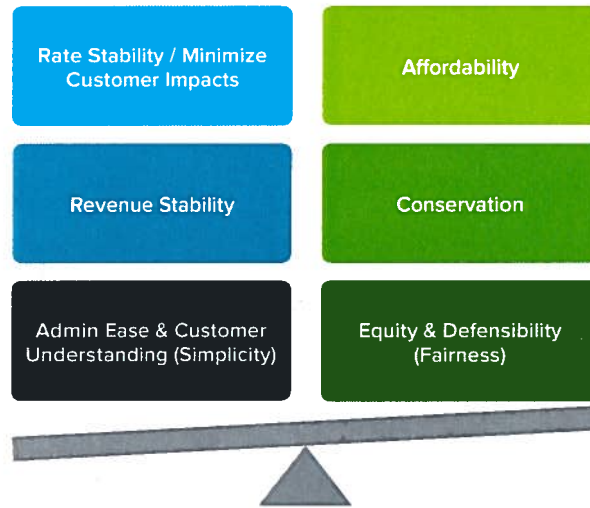 Rate Stability / Minimize
Customer Impacts
Affordability
Revenue Stability
Conservation
Admin Ease & Customer
Understanding (Simplicity)
Equity & Defensibility
(Fairness)